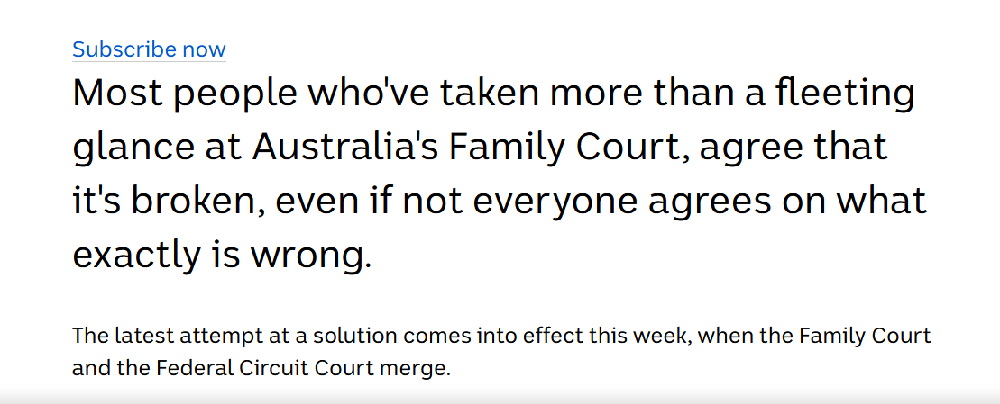 Subscribe now
Most people who've taken more than a fleeting
glance at Australia's Family Court, agree that
it's broken, even if not everyone agrees on what
exactly is wrong.
The latest attempt at a solution comes into effect this week, when the Family Court
and the Federal Circuit Court merge.